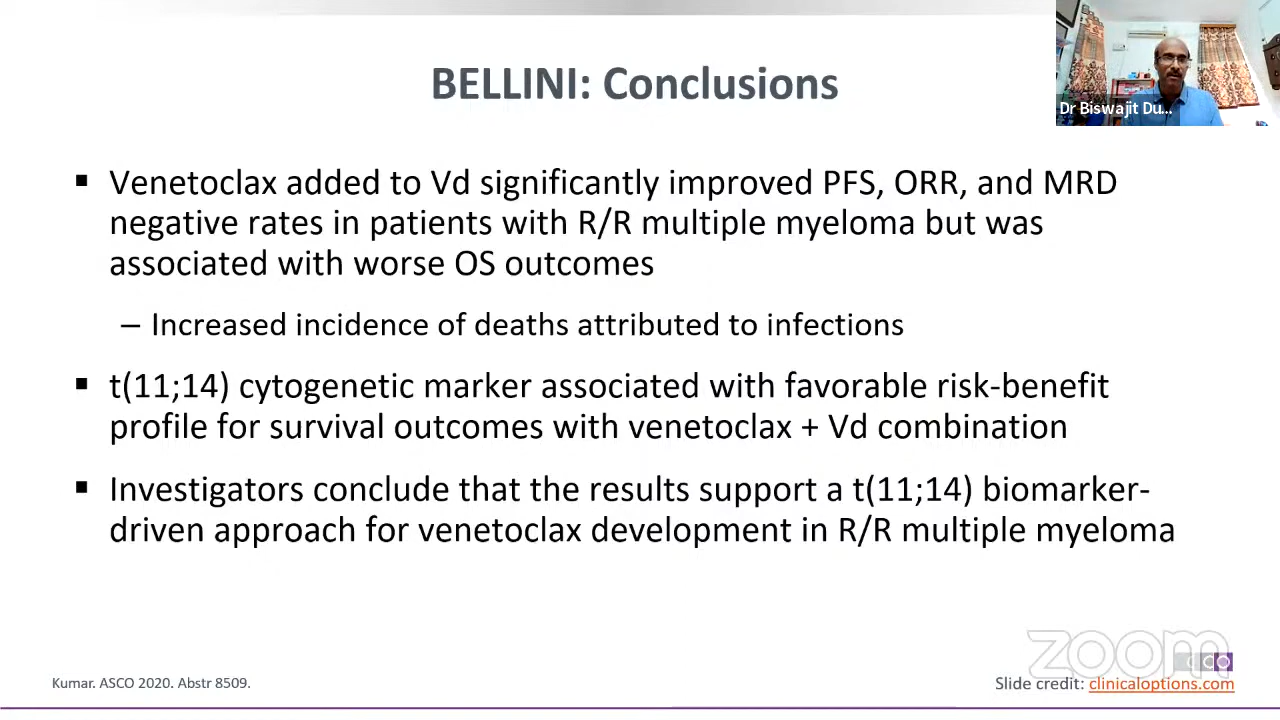 BELLINI: Conclusions
Dr Biswajit Du...
▪ Venetoclax added to Vd significantly improved PFS, ORR, and MRD
negative rates in patients with R/R multiple myeloma but was
associated with worse OS outcomes
– Increased incidence of deaths attributed to infections
▪ t(11;14) cytogenetic marker associated with favorable risk-benefit
profile for survival outcomes with venetoclax + Vd combination
▪ Investigators conclude that the results support a t(11;14) biomarker-
driven approach for venetoclax development in R/R multiple myeloma
zoom
cco
Kumar. ASCO 2020. Abstr 8509.
Slide credit: clinicaloptions.com